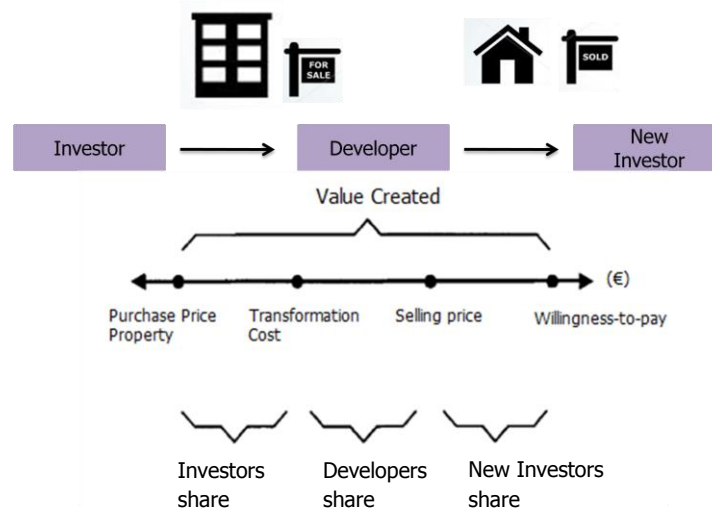 FOR
SALE
SOLD
Investor
Developer
New
Investor
Value Created
(€)
Purchase Price
Property
Transformation
Cost
Selling price
Willingness-to-pay
Investors
share
Developers
share
New Investors
share